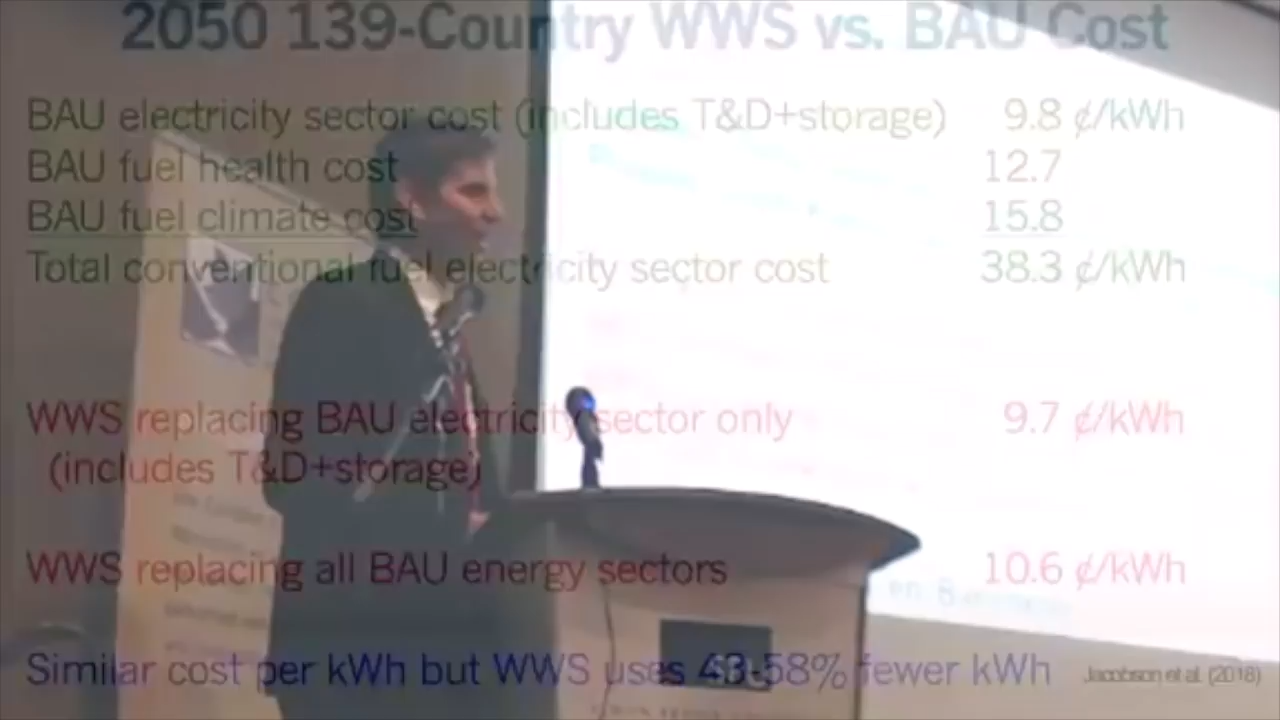 2050 139-Country WWS vs. BAU Cost
BAU electricity sector cost (includes T&D+storage) 9.8 ¢/kWh
BAU fuel health cost 12.7
BAU fuel climate cost 15.8
Total conventional fuel electricity sector cost 38.3 ¢/kWh
WWS replacing BAU electricity sector only 9.7 ¢/kWh
(includes T&D+storage)
WWS replacing all BAU energy sectors 10.6 ¢/kWh
Similar cost per kWh but WWS uses 43-58% fewer kWh
Jacobson et al. (2018)